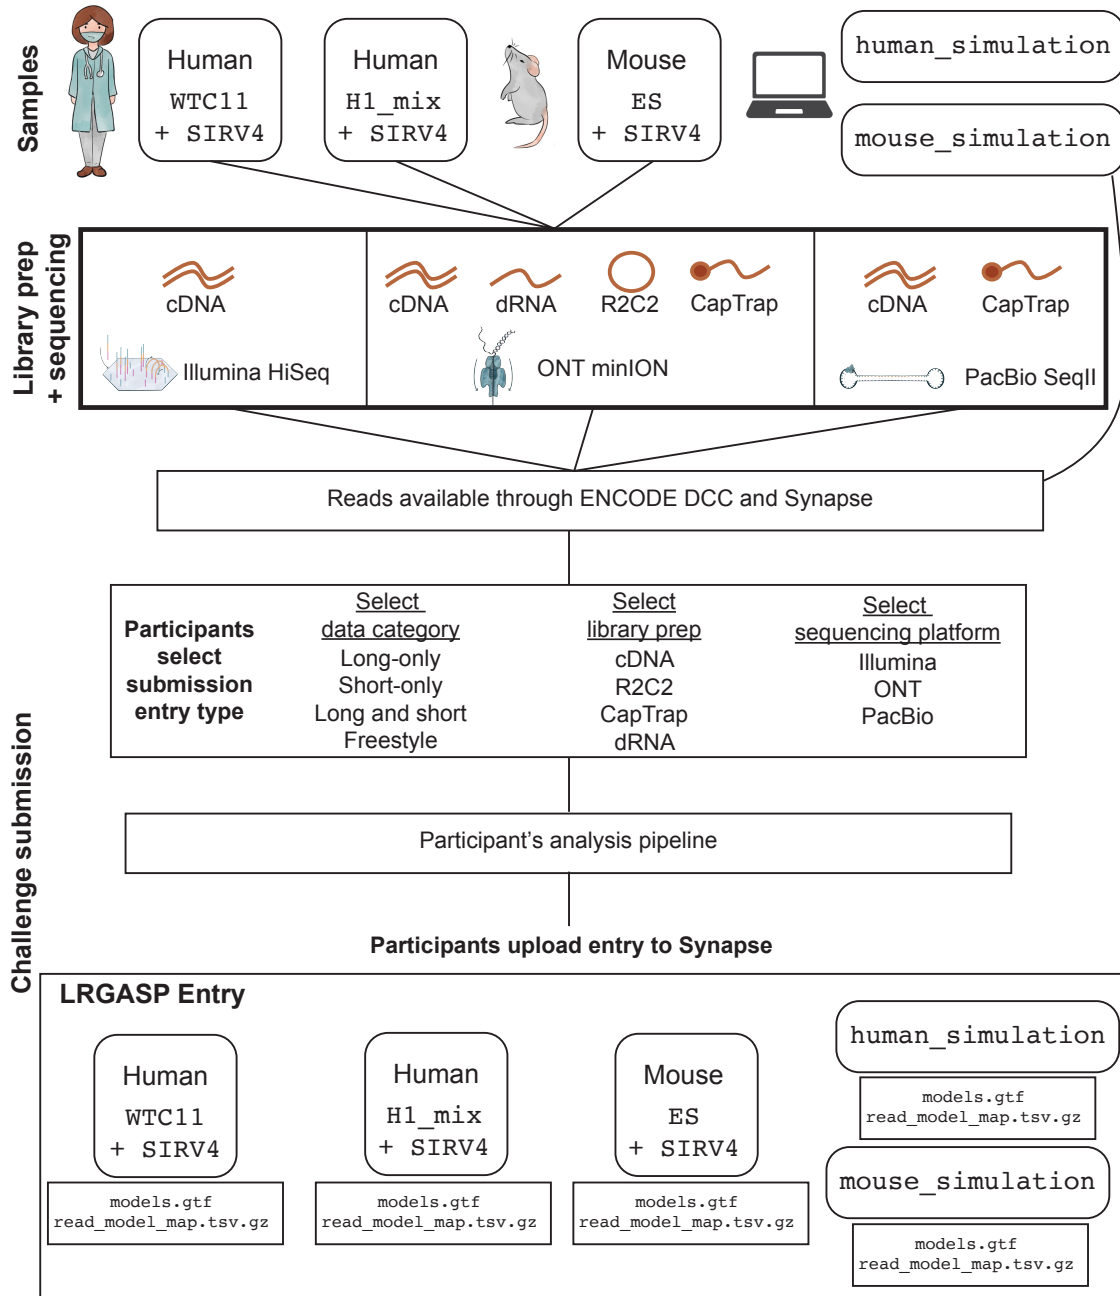 Samples
Human
WTC11
+ SIRV4
Human
H1_mix
+ SIRV4
Mouse
ES
+ SIRV4
human_simulation
mouse_simulation
Library prep
+ sequencing
cDNA
Illumina HiSeq
cDNA
dRNA
R2C2
CapTrap
ONT minION
cDNA
CapTrap
PacBio SeqII
Reads available through ENCODE DCC and Synapse
Challenge submission
Participants
select
submission
entry type
Select
data category
Long-only
Short-only
Long and short
Freestyle
Select
library prep
cDNA
R2C2
CapTrap
dRNA
Select
sequencing platform
Illumina
ONT
PacBio
Participant's analysis pipeline
Participants upload entry to Synapse
LRGASP Entry
Human
WTC11
+ SIRV4
models.gtf
read_model_map.tsv.gz
Human
H1_mix
+ SIRV4
models.gtf
read_model_map.tsv.gz
Mouse
ES
+ SIRV4
models.gtf
read_model_map.tsv.gz
human_simulation
models.gtf
read_model_map.tsv.gz
mouse_simulation
models.gtf
read_model_map.tsv.gz